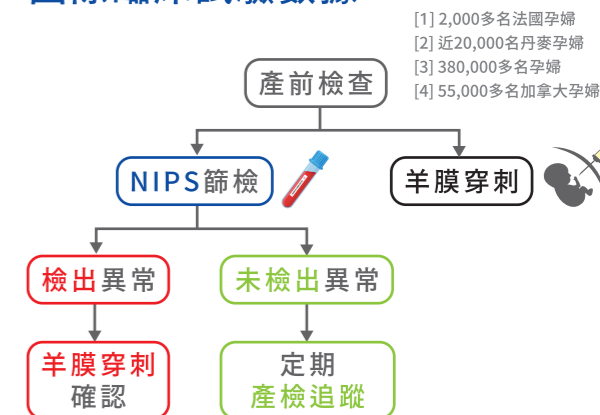 [1] 2,000多名法國孕婦
[2] 近20,000名丹麥孕婦
[3] 380,000多名孕婦
[4] 55,000多名加拿大孕婦
產前檢查
NIPS篩檢
羊膜穿刺
檢出異常
未檢出異常
羊膜穿刺
確認
定期
產檢追蹤